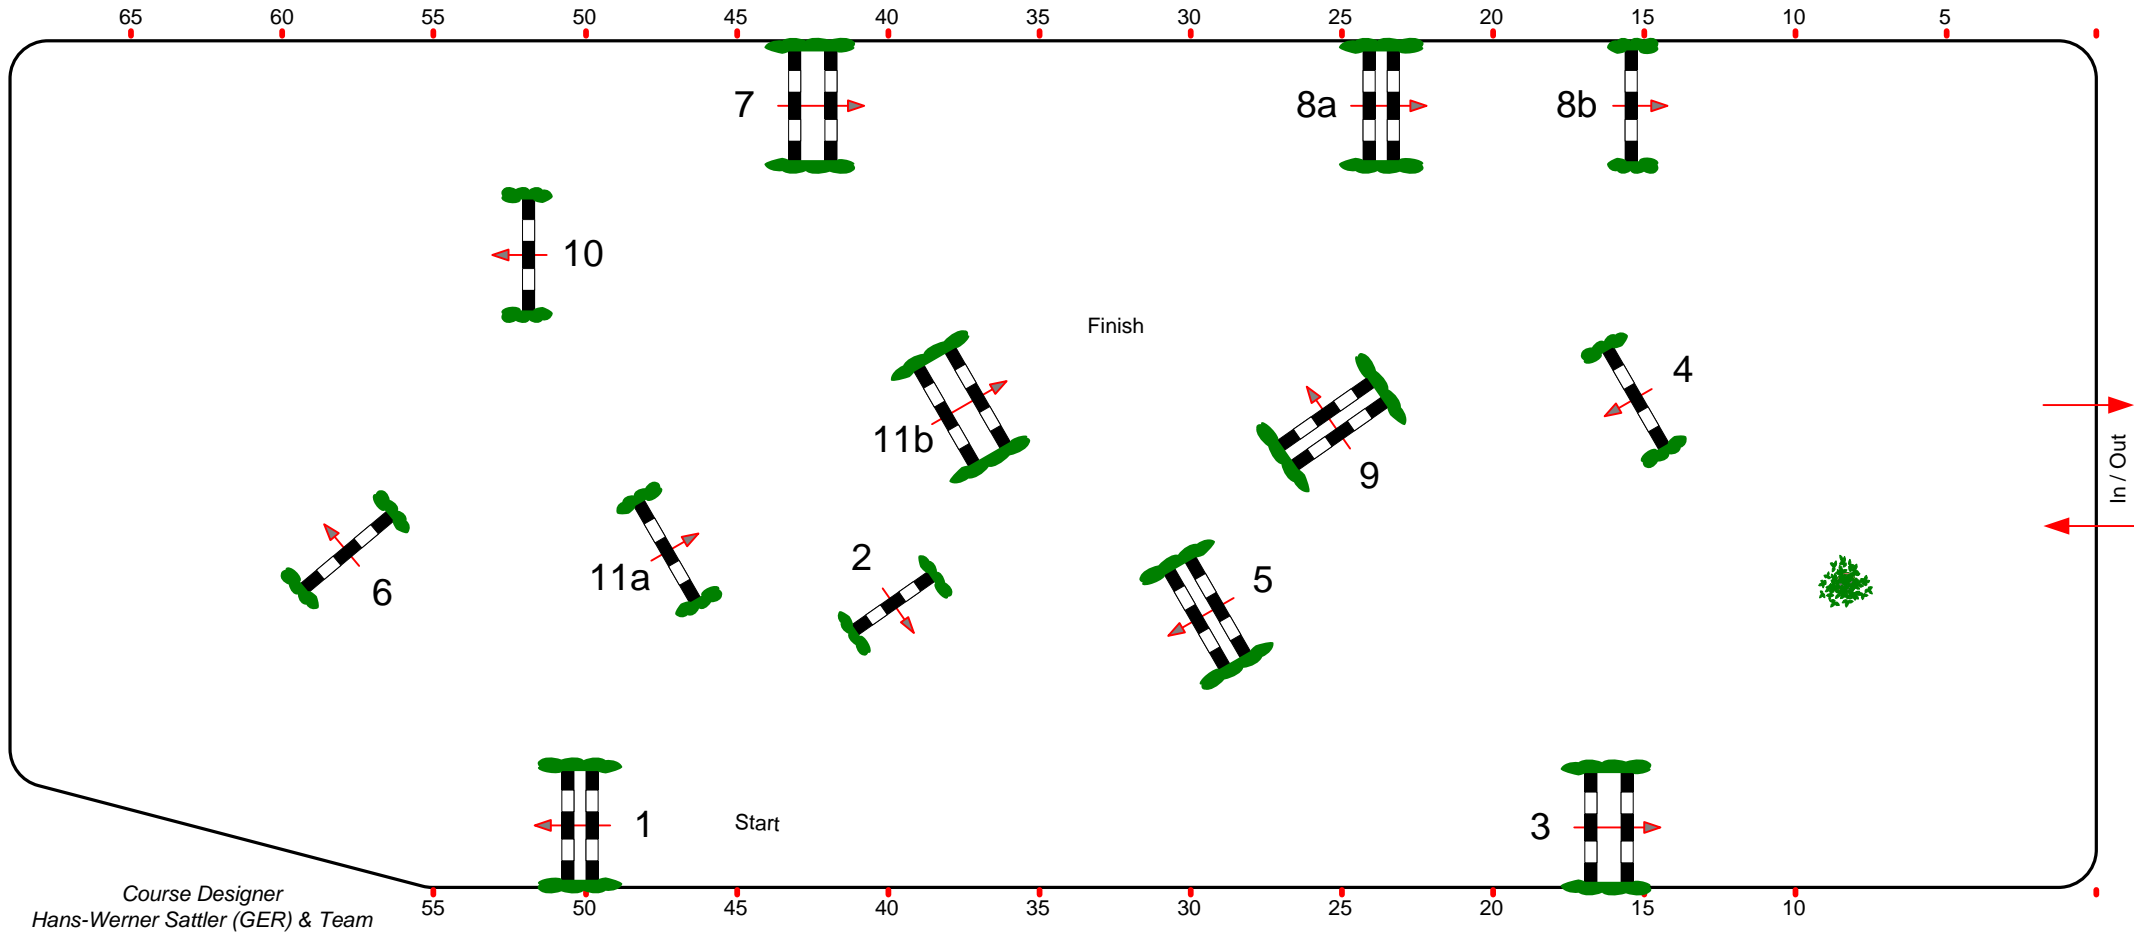 65 60 55 50 45 40 35 30 25 20 15 10 5
7 8a 8b
10
Finish
4
11b
9
In / Out
2
11a
5
6
1 Start 3
55 50 45 40 35 30 25 20 15 10
Course Designer
Hans-Werner Sattler (GER) & Team